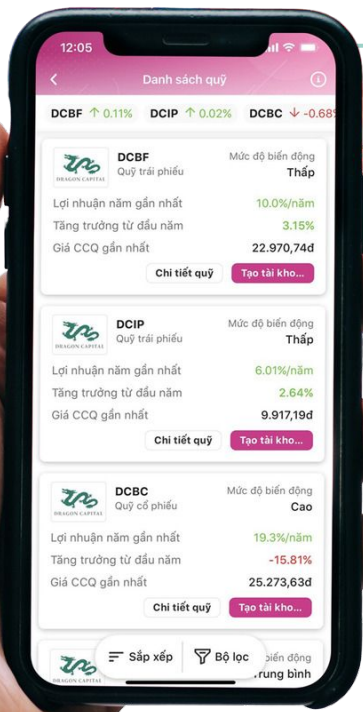 12:05
Danh sách quỹ
DCBF ↑ 0.11% DCIP ↑ 0.02% DCBC ↓ -0.68
DCBF
Quỹ trái phiếu
Mức độ biến động
Thấp
DRAGON CAPITAL
Lợi nhuận năm gần nhất 10.0%/năm
Tăng trưởng từ đầu năm 3.15%
Giá CCQ gần nhất 22.970,74đ
Chi tiết quỹ Tạo tài kho...
DCIP
Quỹ trái phiếu
Mức độ biến động
Thấp
DRAGON CAPITAL
Lợi nhuận năm gần nhất 6.01%/năm
Tăng trưởng từ đầu năm 2.64%
Giá CCQ gần nhất 9.917,19đ
Chi tiết quỹ Tạo tài kho...
DCBC
Quỹ cổ phiếu
Mức độ biến động
Cao
DRAGON CAPITAL
Lợi nhuận năm gần nhất 19.3%/năm
Tăng trưởng từ đầu năm -15.81%
Giá CCQ gần nhất 25.273,63đ
Chi tiết quỹ Tạo tài kho...
Sắp xếp Bộ lọc
biến động
Trung bình
DRAGON CAPITAL